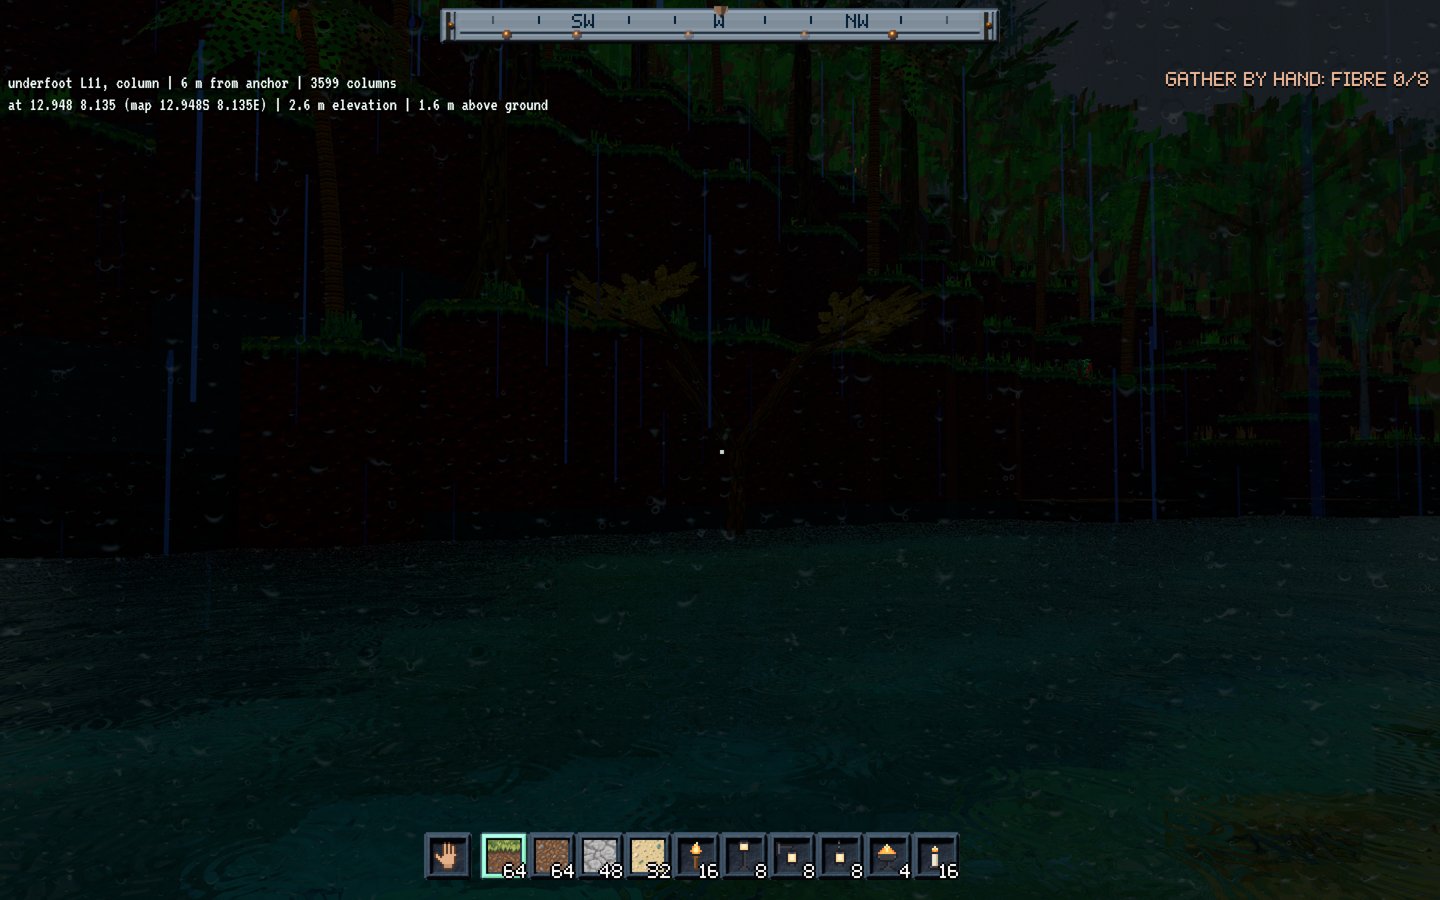 SW W NW
underfoot L11, column | 6 m from anchor | 3599 columns
at 12.948 8.135 (map 12.948S 8.135E) | 2.6 m elevation | 1.6 m above ground
GATHER BY HAND: FIBRE 0/8
64 64 48 32 16 8 8 8 4 16